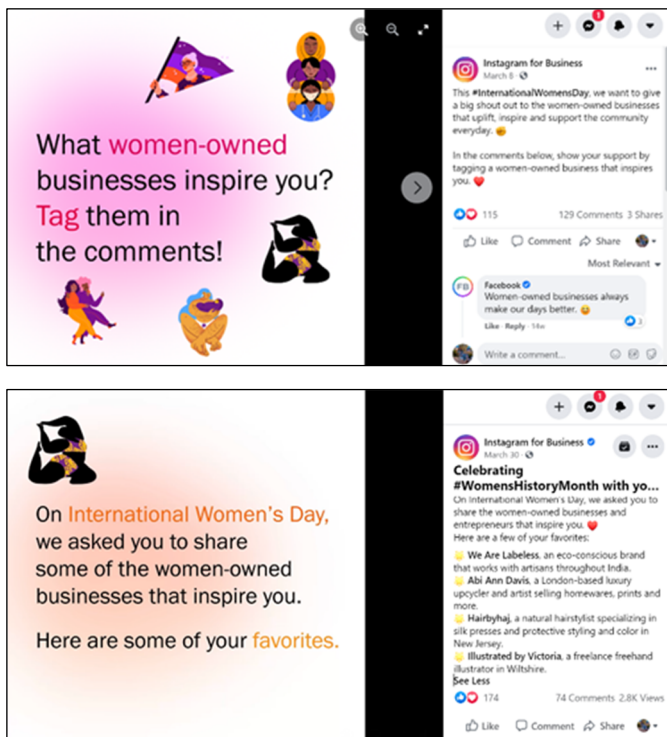 What women-owned
businesses inspire you?
Tag them in
the comments!
1
Instagram for Business
March 8 ·
This #InternationalWomensDay, we want to give
a big shout out to the women-owned businesses
that uplift, inspire and support the community
everyday.
In the comments below, show your support by
tagging a women-owned business that inspires
you.
115
129 Comments 3 Shares
Like Comment Share
Most Relevant
FB
Facebook
Women-owned businesses always
make our days better.
3
Like · Reply · 14w
Write a comment...
On International Women's Day,
we asked you to share
some of the women-owned
businesses that inspire you.
Here are some of your favorites.
1
Instagram for Business
March 30 ·
Celebrating
#WomensHistoryMonth with yo...
On International Women's Day, we asked you to
share the women-owned businesses and
entrepreneurs that inspire you.
Here are a few of your favorites:
We Are Labeless, an eco-conscious brand
that works with artisans throughout India.
Abi Ann Davis, a London-based luxury
upcycler and artist selling homewares, prints and
more.
Hairbyhaj, a natural hairstylist specializing in
silk presses and protective styling and color in
New Jersey.
Illustrated by Victoria, a freelance freehand
illustrator in Wiltshire.
See Less
174
74 Comments 2.8K Views
Like Comment Share